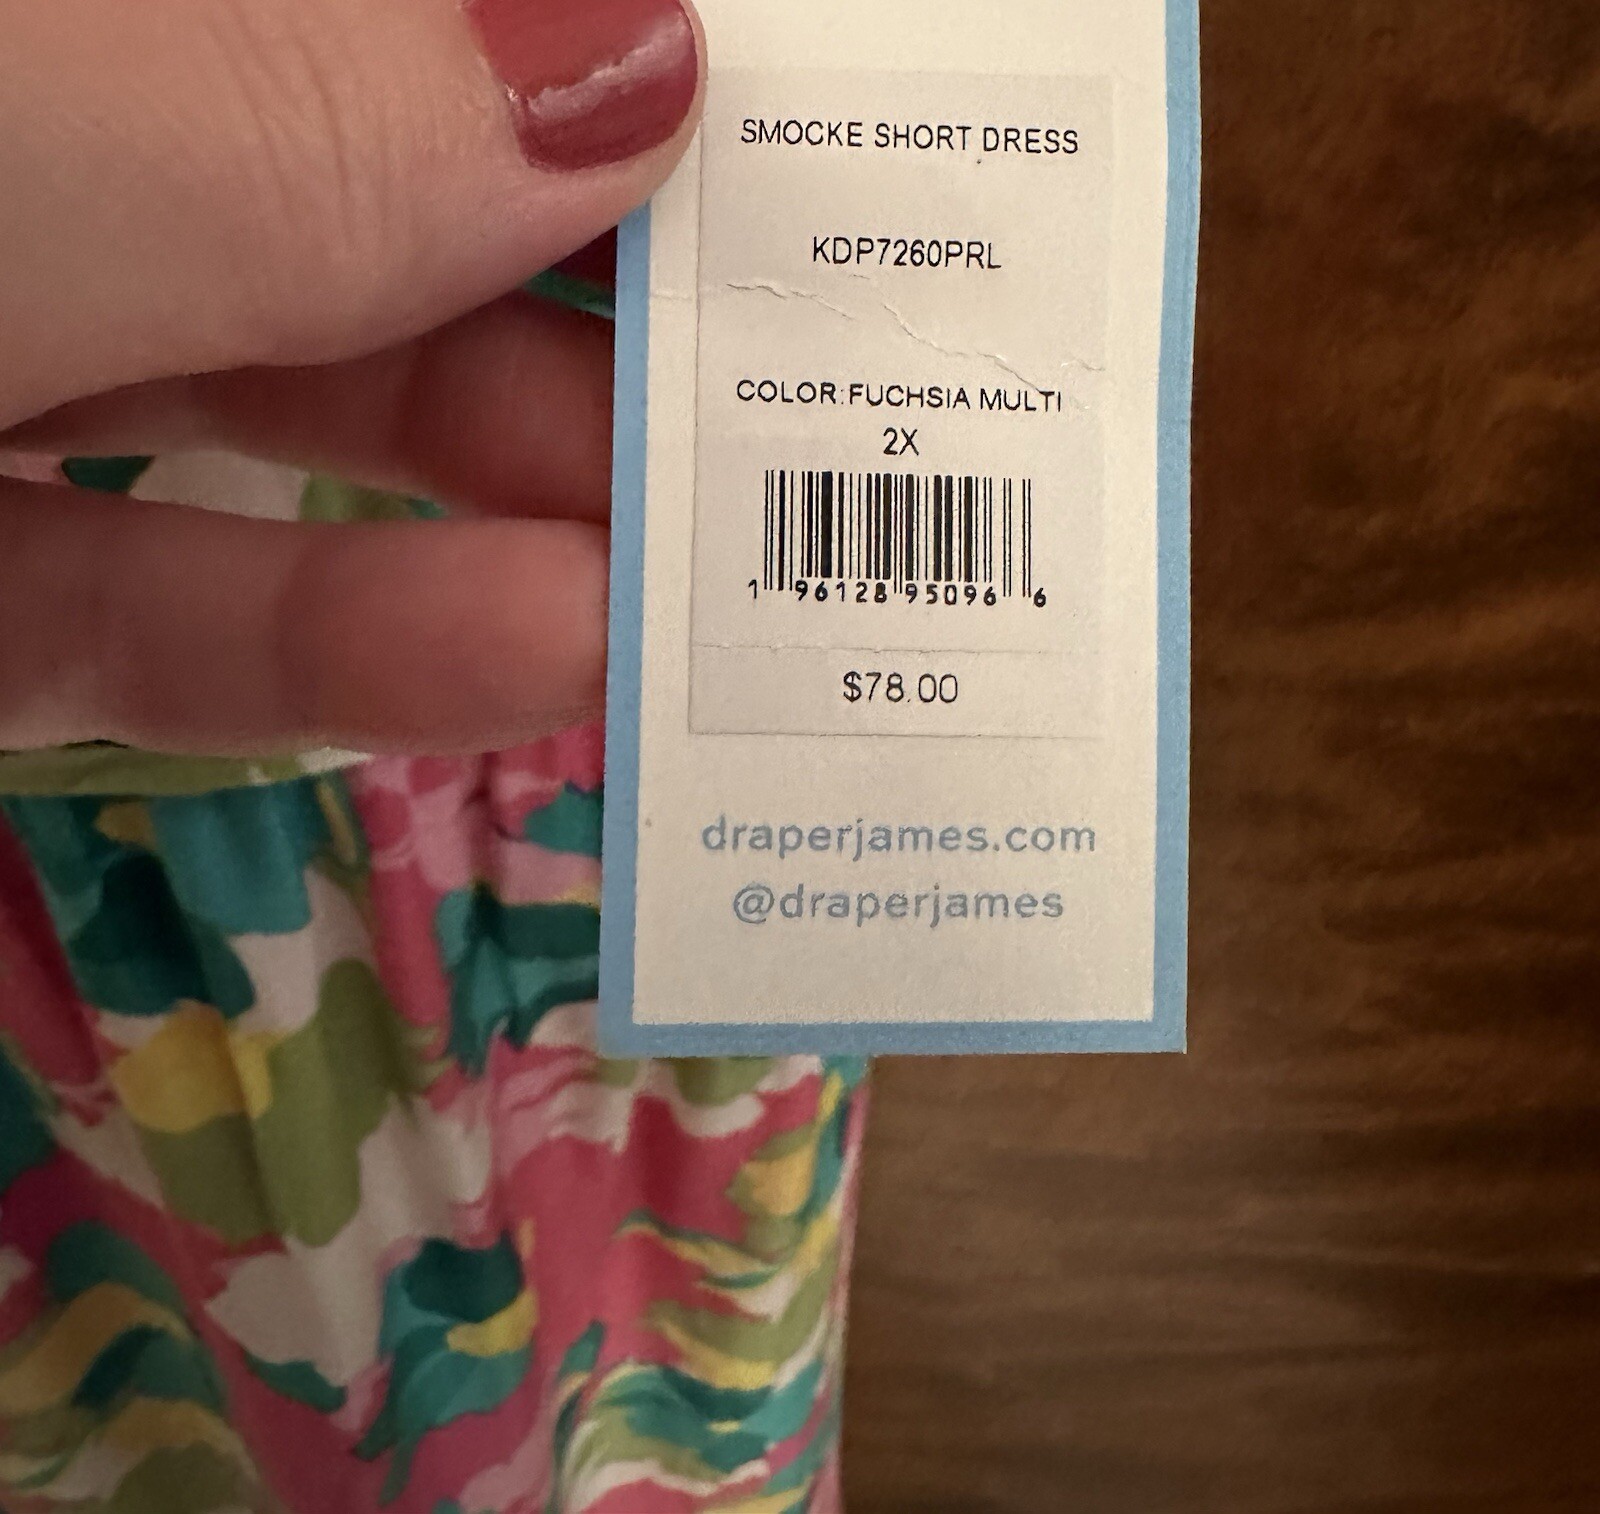 SMOCKE SHORT DRESS
KDP7260PRL
COLOR:FUCHSIA MULTI
2X
1 96128 95096 6
$78.00
draperjames.com
@draperjames